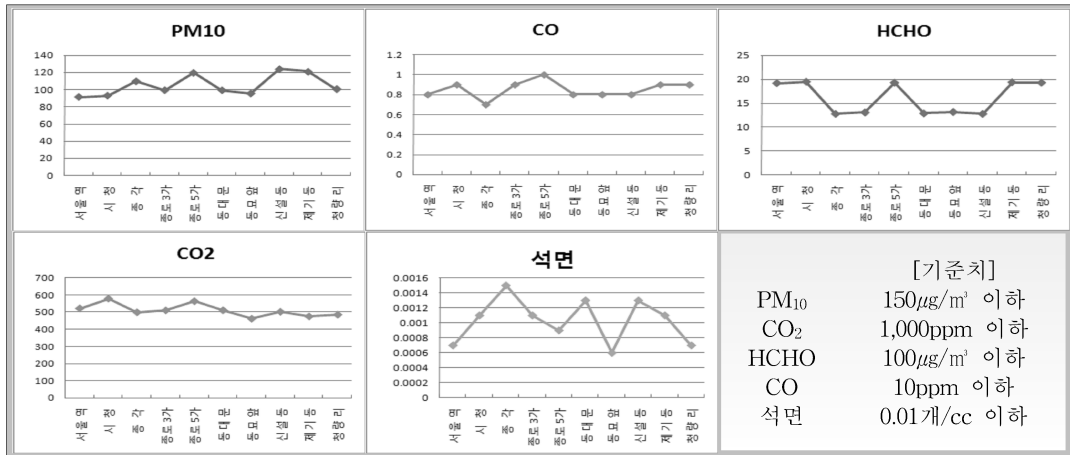 PM10
140
120
100
80
60
40
20
0
서울역
시청
종각
종로3가
종로5가
동대문
동묘앞
신설동
제기동
청량리
CO
1.2
1
0.8
0.6
0.4
0.2
0
서울역
시청
종각
종로3가
종로5가
동대문
동묘앞
신설동
제기동
청량리
HCHO
25
20
15
10
5
0
서울역
시청
종각
종로3가
종로5가
동대문
동묘앞
신설동
제기동
청량리
CO2
700
600
500
400
300
200
100
0
서울역
시청
종각
종로3가
종로5가
동대문
동묘앞
신설동
제기동
청량리
석면
0.0016
0.0014
0.0012
0.001
0.0008
0.0006
0.0004
0.0002
0
서울역
시청
종각
종로3가
종로5가
동대문
동묘앞
신설동
제기동
청량리
[기준치]
PM₁₀ 150㎍/㎥ 이하
CO₂ 1,000ppm 이하
HCHO 100㎍/㎥ 이하
CO 10ppm 이하
석면 0.01개/cc 이하